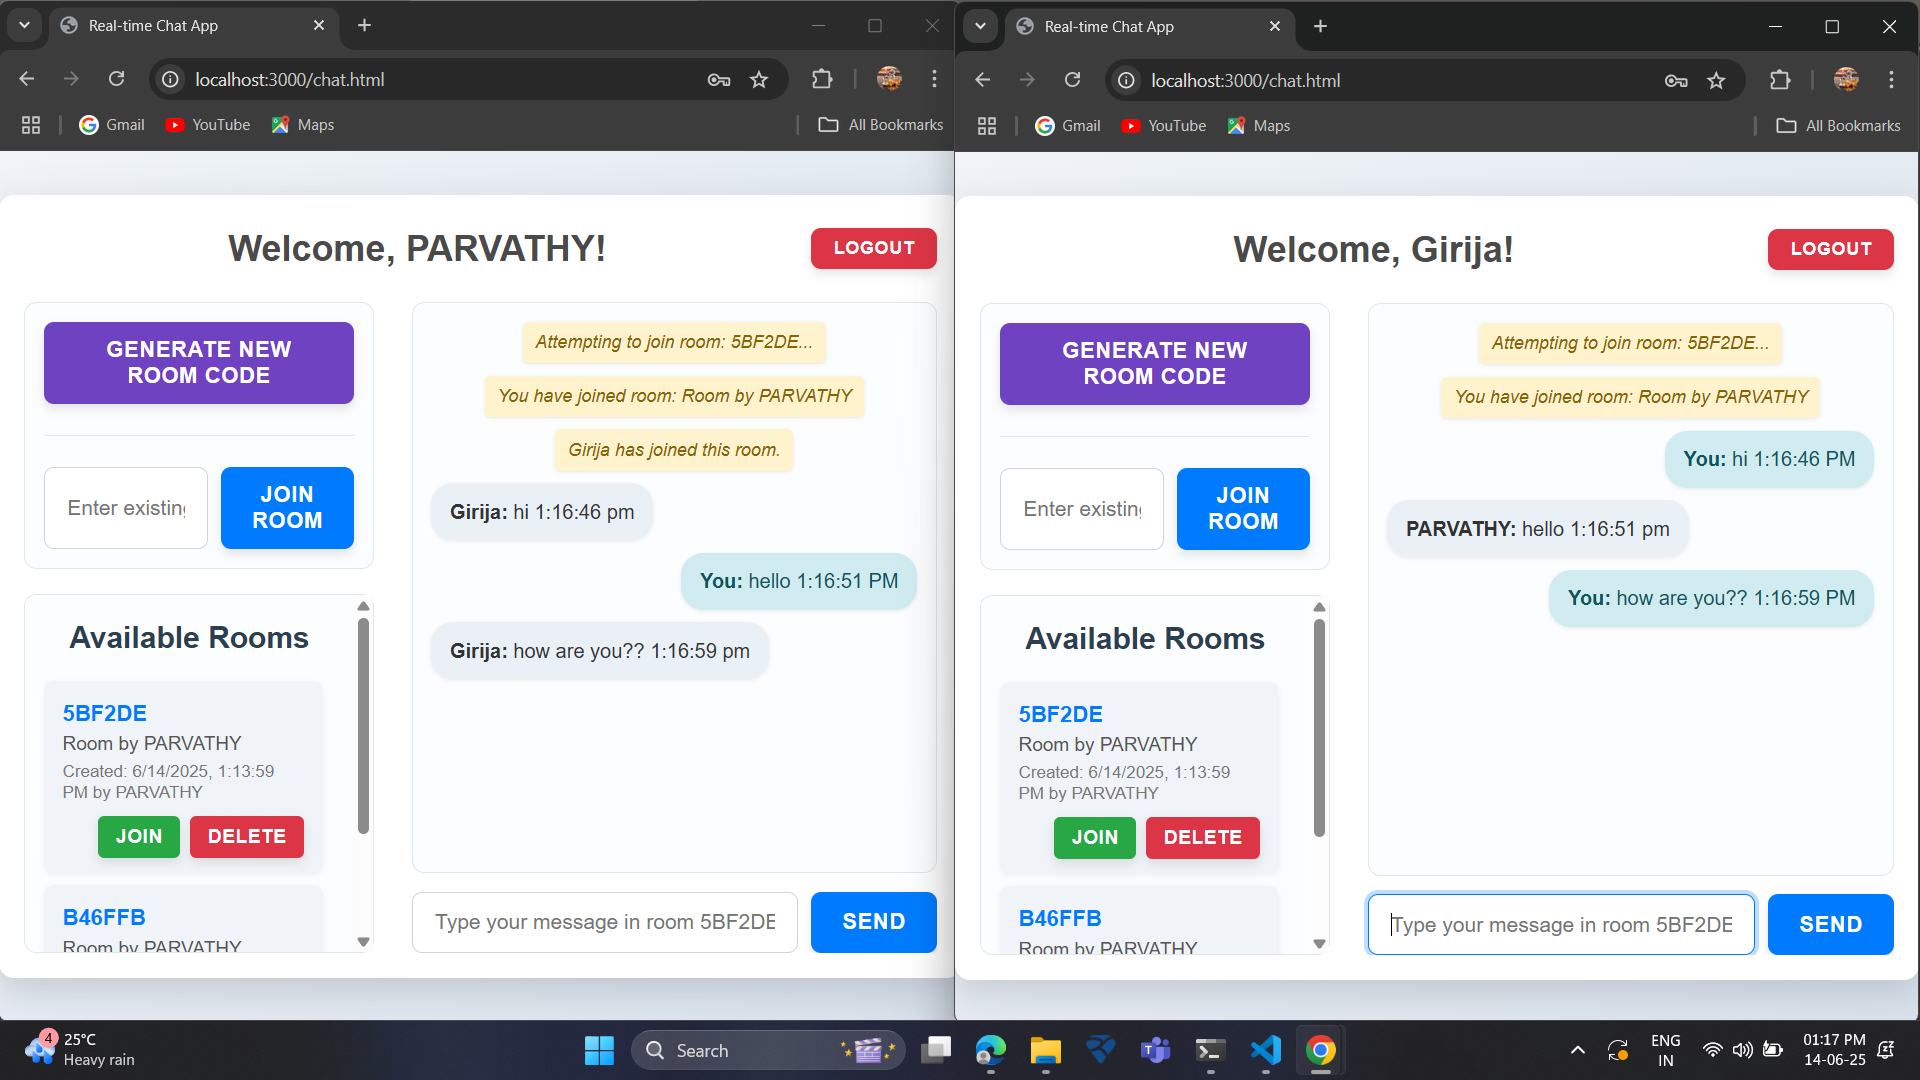 Real-time Chat App
localhost:3000/chat.html
Gmail
YouTube
Maps
All Bookmarks
Welcome, PARVATHY!
LOGOUT
GENERATE NEW
ROOM CODE
Enter existing
JOIN
ROOM
Available Rooms
5BF2DE
Room by PARVATHY
Created: 6/14/2025, 1:13:59
PM by PARVATHY
JOIN
DELETE
B46FFB
Room by PARVATHY
Attempting to join room: 5BF2DE...
You have joined room: Room by PARVATHY
Girija has joined this room.
Girija: hi 1:16:46 pm
You: hello 1:16:51 PM
Girija: how are you?? 1:16:59 pm
Type your message in room 5BF2DE
SEND
Real-time Chat App
localhost:3000/chat.html
Gmail
YouTube
Maps
All Bookmarks
Welcome, Girija!
LOGOUT
GENERATE NEW
ROOM CODE
Enter existing
JOIN
ROOM
Available Rooms
5BF2DE
Room by PARVATHY
Created: 6/14/2025, 1:13:59
PM by PARVATHY
JOIN
DELETE
B46FFB
Room by PARVATHY
Attempting to join room: 5BF2DE...
You have joined room: Room by PARVATHY
You: hi 1:16:46 PM
PARVATHY: hello 1:16:51 pm
You: how are you?? 1:16:59 PM
Type your message in room 5BF2DE
SEND
4
25°C
Heavy rain
Search
ENG
IN
01:17 PM
14-06-25